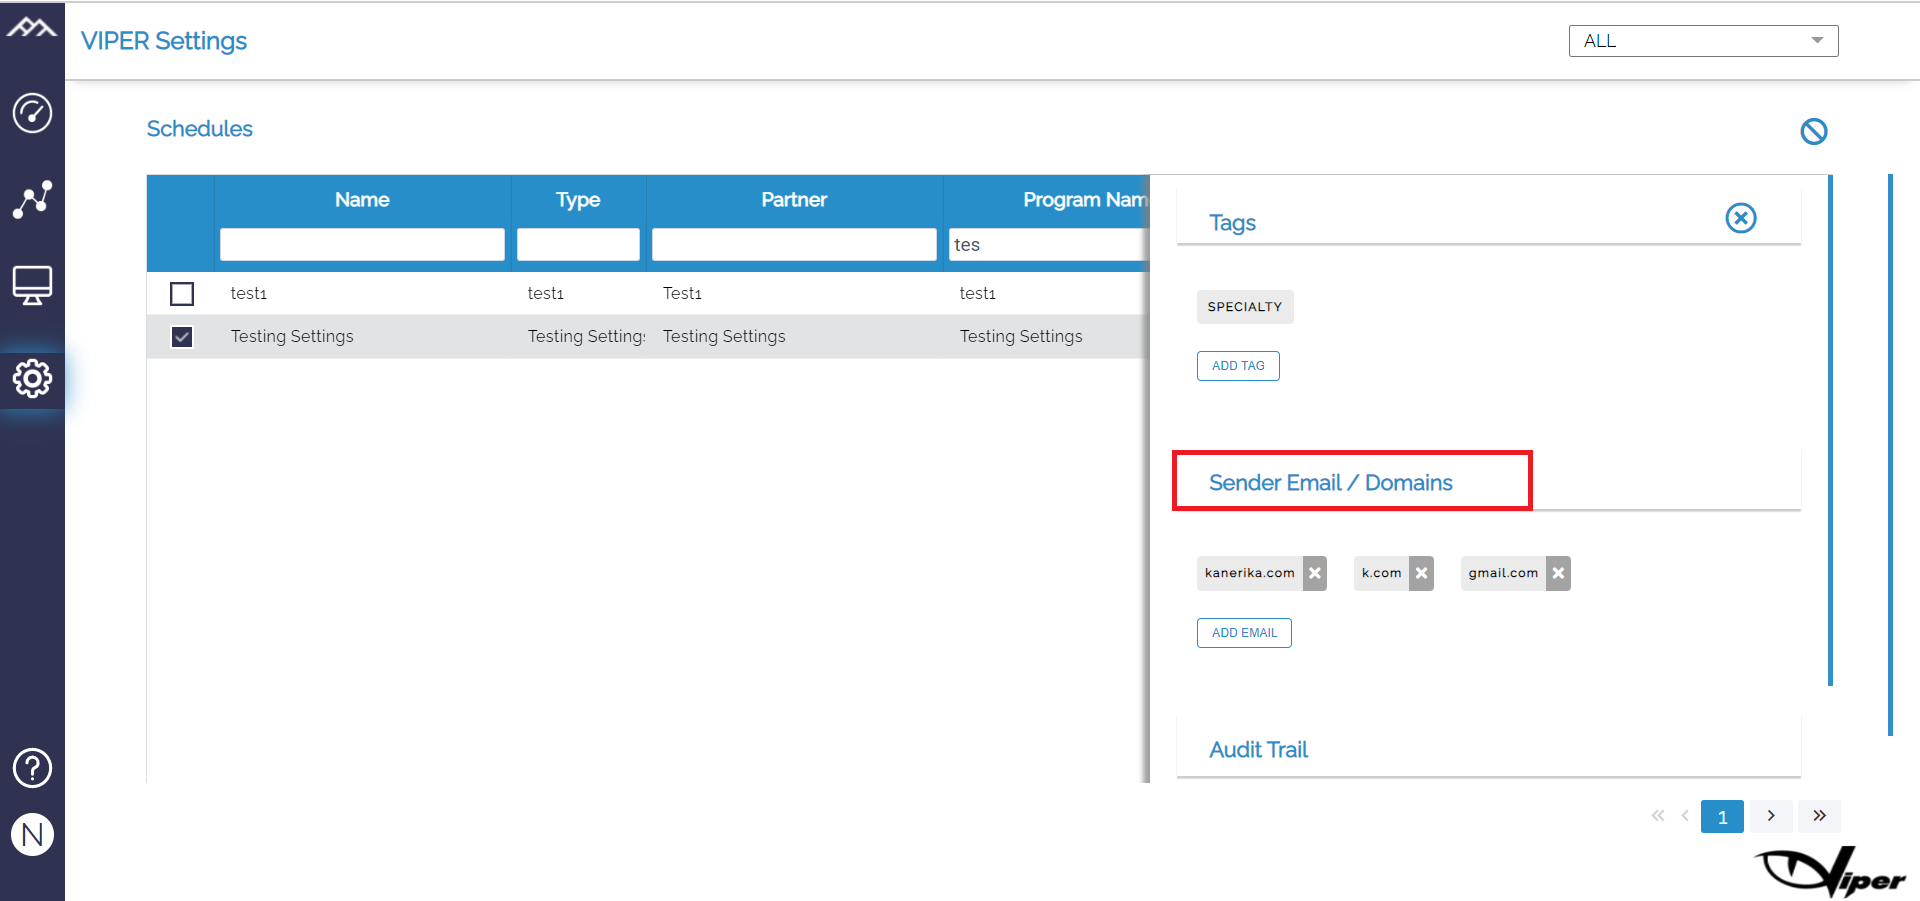 VIPER Settings
ALL
Schedules
Name Type Partner Program Nam
tes
test1 test1 Test1 test1
Testing Settings Testing Settings Testing Settings Testing Settings
Tags
SPECIALTY
ADD TAG
Sender Email / Domains
kanerika.com k.com gmail.com
ADD EMAIL
Audit Trail
« ‹ 1 › »
N
Viper